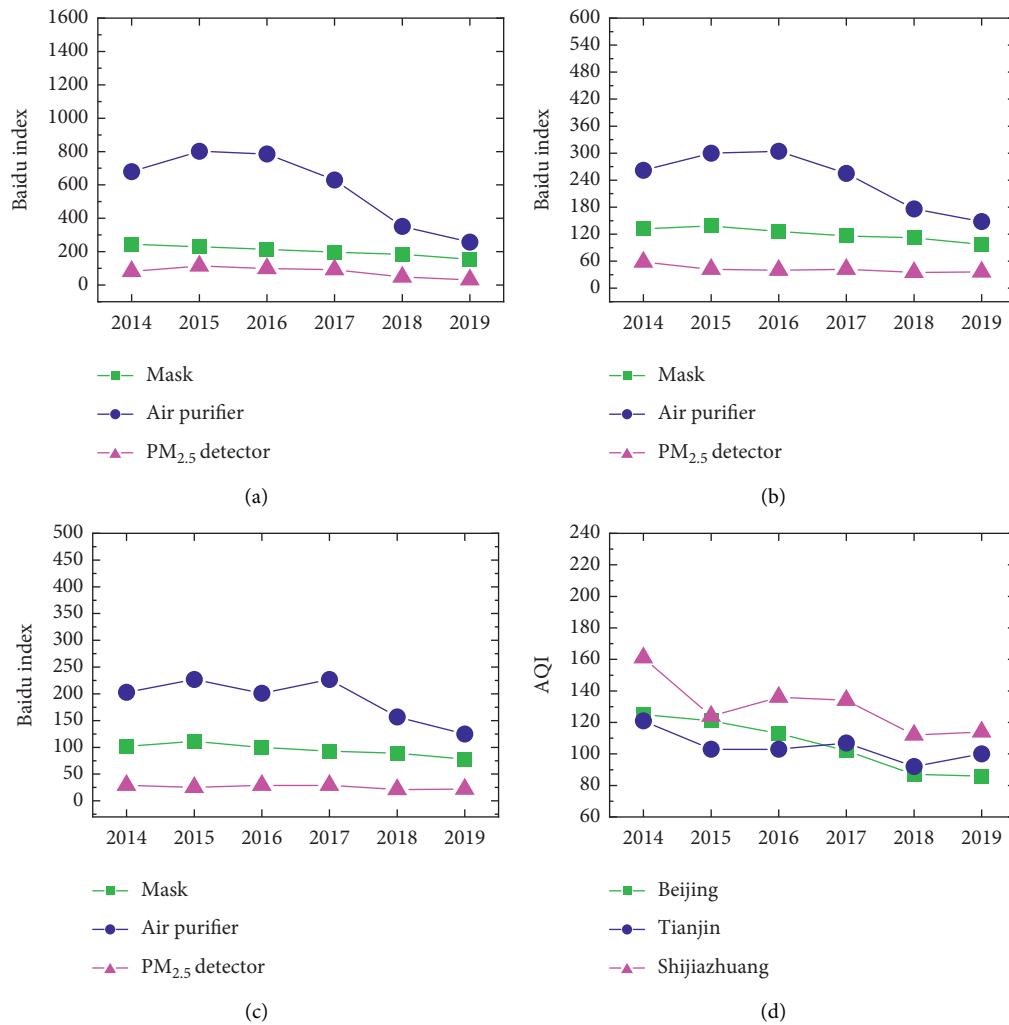 1600
1400
1200
1000
800
600
400
200
0
Baidu index
2014 2015 2016 2017 2018 2019
Mask
Air purifier
PM2.5 detector
(a)
600
540
480
420
360
300
240
180
120
60
0
Baidu index
2014 2015 2016 2017 2018 2019
Mask
Air purifier
PM2.5 detector
(b)
500
450
400
350
300
250
200
150
100
50
0
Baidu index
2014 2015 2016 2017 2018 2019
Mask
Air purifier
PM2.5 detector
(c)
240
220
200
180
160
140
120
100
80
60
AQI
2014 2015 2016 2017 2018 2019
Beijing
Tianjin
Shijiazhuang
(d)